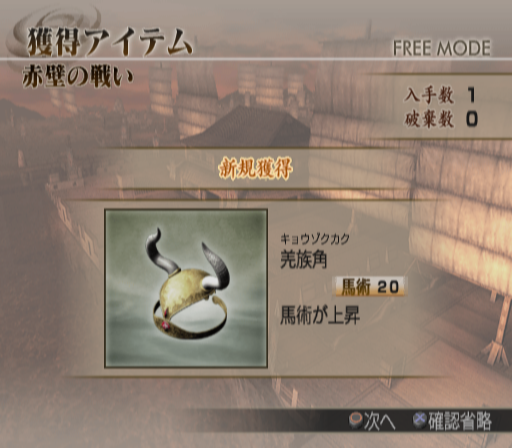 獲得アイテム
FREE MODE
赤壁の戦い
入手数 1
破棄数 0
新規獲得
キョウゾクカク
羌族角
馬術 20
馬術が上昇
次へ 確認省略